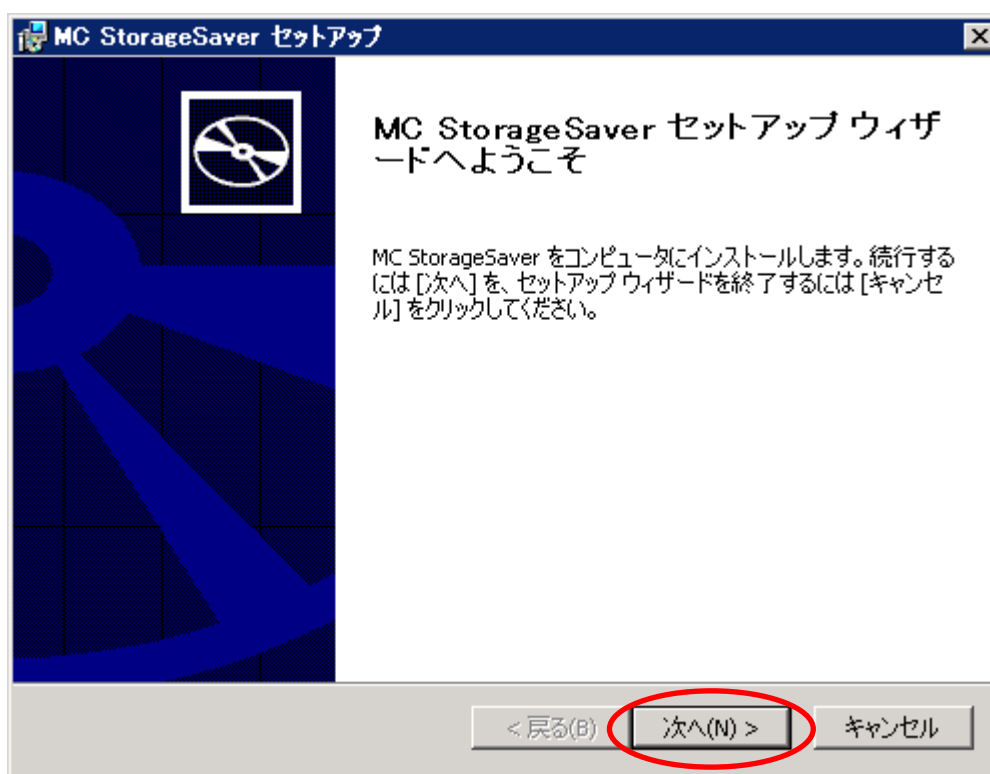 MC StorageSaver セットアップ
MC StorageSaver セットアップ ウィザ
ードへようこそ
MC StorageSaver をコンピュータにインストールします。続行する
には [次へ] を、セットアップ ウィザードを終了するには [キャンセ
ル] をクリックしてください。
< 戻る(B) 次へ(N) > キャンセル